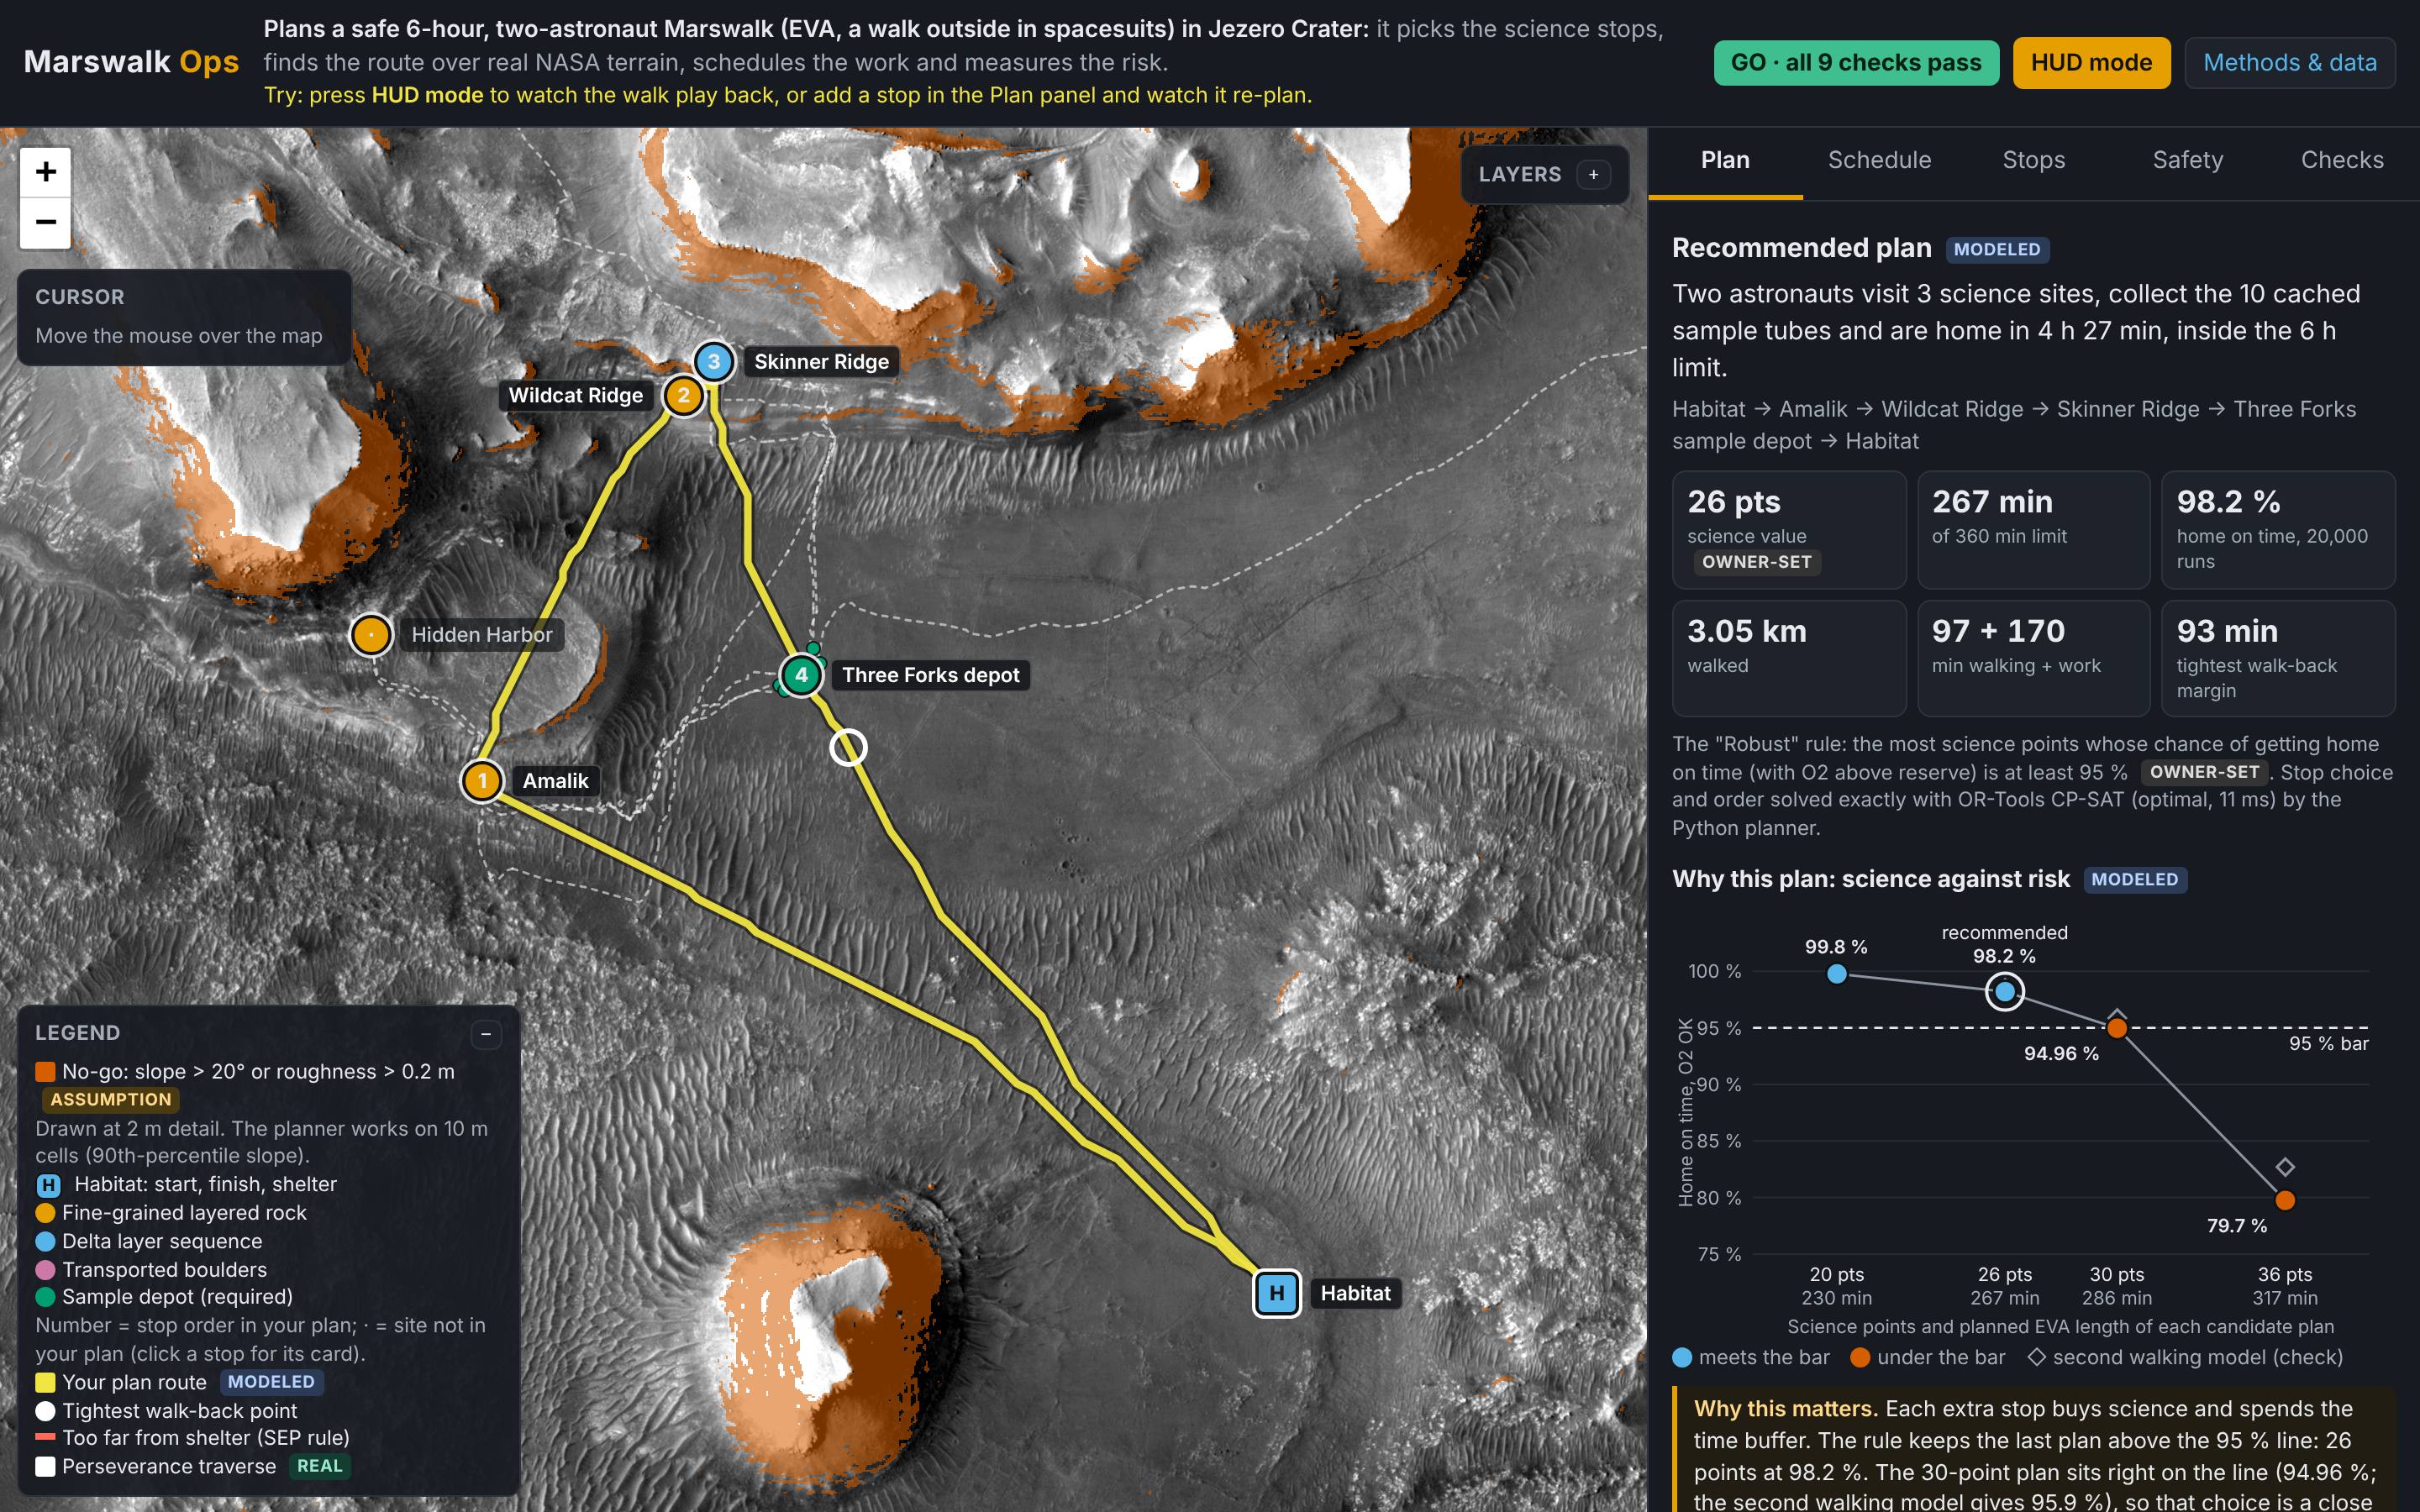 Marswalk Ops
Plans a safe 6-hour, two-astronaut Marswalk (EVA, a walk outside in spacesuits) in Jezero Crater: it picks the science stops,
finds the route over real NASA terrain, schedules the work and measures the risk.
Try: press HUD mode to watch the walk play back, or add a stop in the Plan panel and watch it re-plan.
GO · all 9 checks pass
HUD mode
Methods & data
+
−
CURSOR
Move the mouse over the map
LAYERS +
3 Skinner Ridge
Wildcat Ridge 2
· Hidden Harbor
4 Three Forks depot
1 Amalik
H Habitat
LEGEND −
No-go: slope > 20° or roughness > 0.2 m
ASSUMPTION
Drawn at 2 m detail. The planner works on 10 m
cells (90th-percentile slope).
H Habitat: start, finish, shelter
Fine-grained layered rock
Delta layer sequence
Transported boulders
Sample depot (required)
Number = stop order in your plan; · = site not in
your plan (click a stop for its card).
Your plan route MODELED
Tightest walk-back point
Too far from shelter (SEP rule)
Perseverance traverse REAL
Plan Schedule Stops Safety Checks
Recommended plan MODELED
Two astronauts visit 3 science sites, collect the 10 cached
sample tubes and are home in 4 h 27 min, inside the 6 h
limit.
Habitat → Amalik → Wildcat Ridge → Skinner Ridge → Three Forks
sample depot → Habitat
26 pts
science value
OWNER-SET
267 min
of 360 min limit
98.2 %
home on time, 20,000
runs
3.05 km
walked
97 + 170
min walking + work
93 min
tightest walk-back
margin
The "Robust" rule: the most science points whose chance of getting home
on time (with O2 above reserve) is at least 95 % OWNER-SET. Stop choice
and order solved exactly with OR-Tools CP-SAT (optimal, 11 ms) by the
Python planner.
Why this plan: science against risk MODELED
recommended
99.8 %
98.2 %
94.96 %
79.7 %
95 % bar
100 %
95 %
90 %
85 %
80 %
75 %
Home on time, O2 OK
20 pts 26 pts 30 pts 36 pts
230 min 267 min 286 min 317 min
Science points and planned EVA length of each candidate plan
meets the bar under the bar second walking model (check)
Why this matters. Each extra stop buys science and spends the
time buffer. The rule keeps the last plan above the 95 % line: 26
points at 98.2 %. The 30-point plan sits right on the line (94.96 %;
the second walking model gives 95.9 %), so that choice is a close